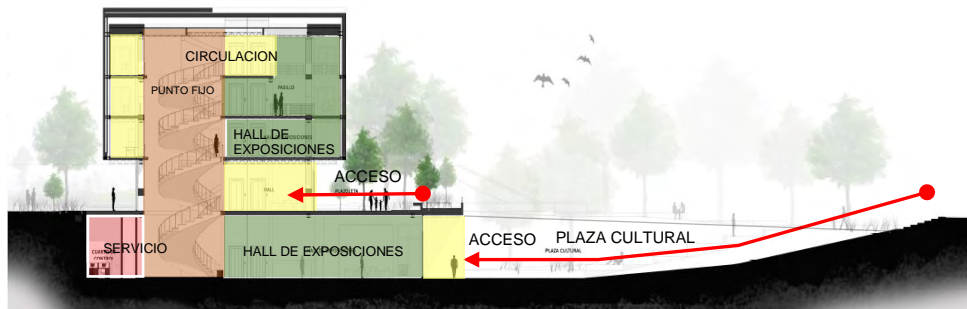 CIRCULACION
PUNTO FIJO
PASILLO
HALL DE
EXPOSICIONES
ACCESO
HALL
PLAZOLETA
SERVICIO
HALL DE EXPOSICIONES
ACCESO
PLAZA CULTURAL
PLAZA CULTURAL